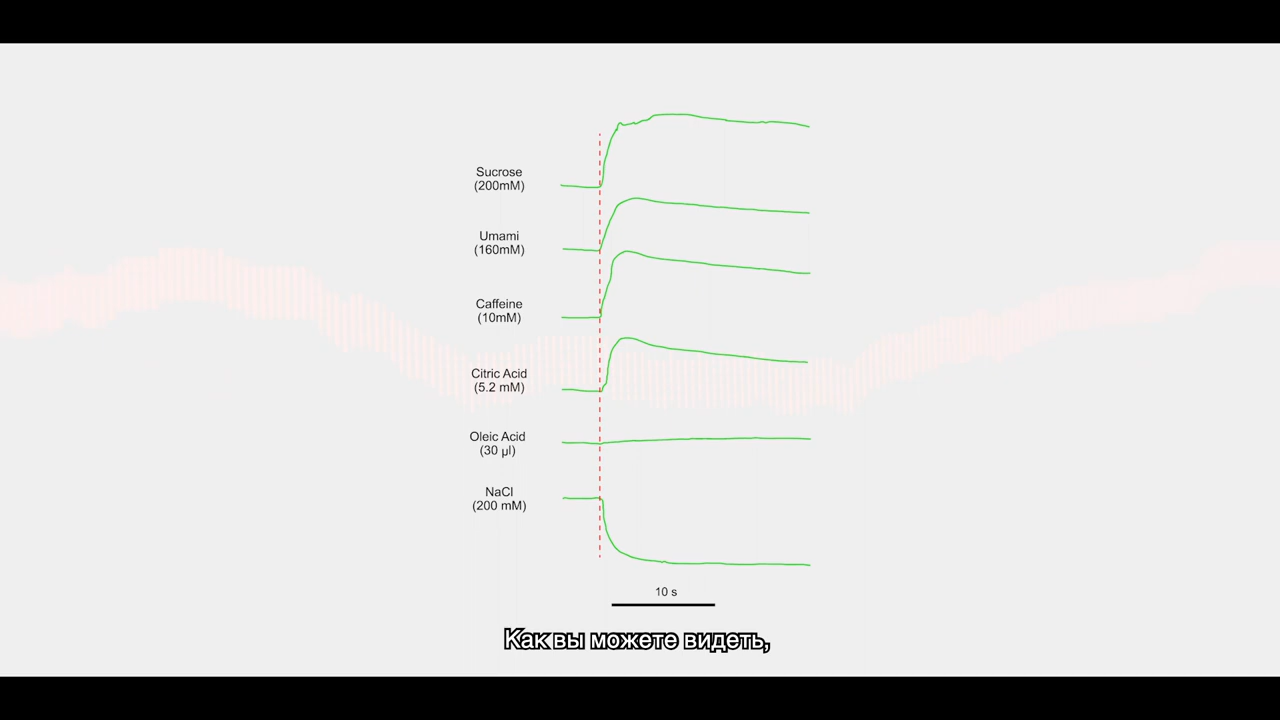 Sucrose
(200mM)
Umami
(160mM)
Caffeine
(10mM)
Citric Acid
(5.2 mM)
Oleic Acid
(30 µl)
NaCl
(200 mM)
10 s
Как вы можете видеть,